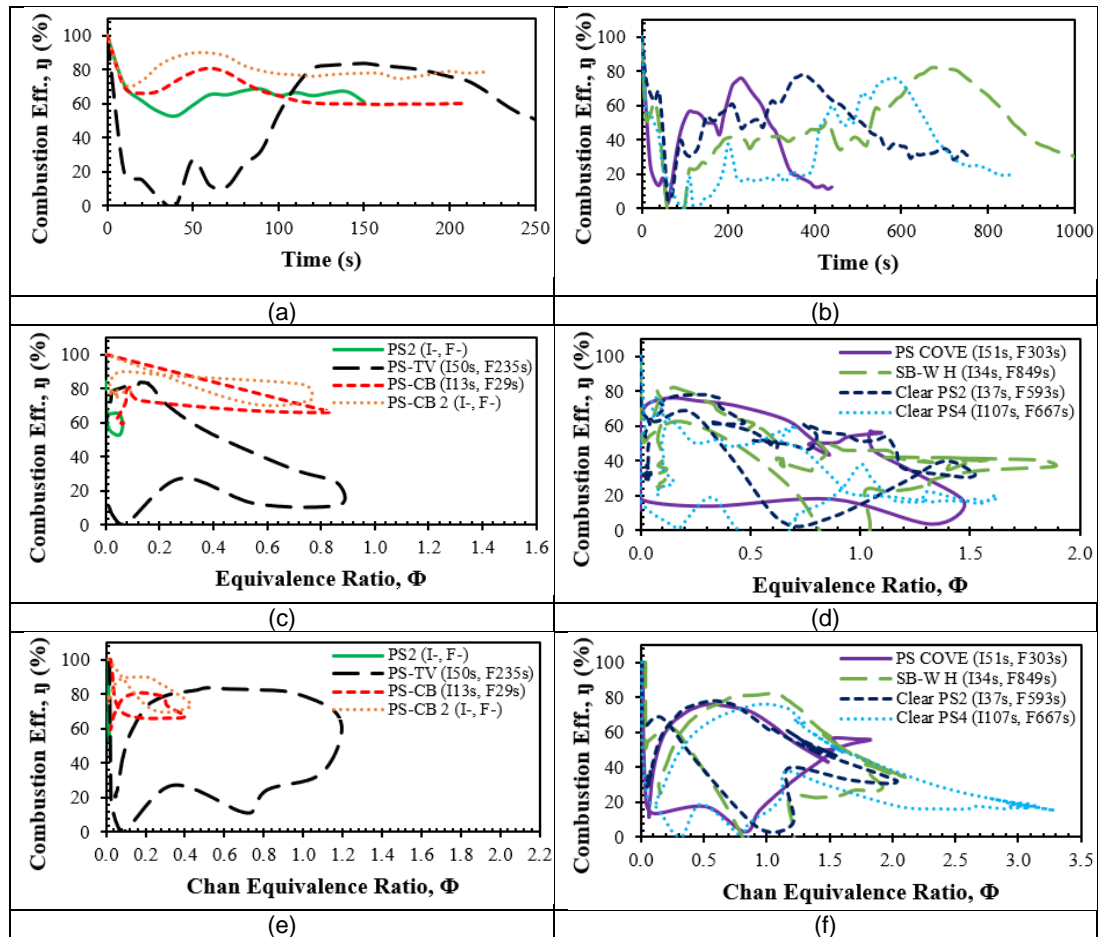 Combustion Eff., η (%)
100
80
60
40
20
0
0 50 100 150 200 250
Time (s)
(a)
Combustion Eff., η (%)
100
80
60
40
20
0
0 200 400 600 800 1000
Time (s)
(b)
Combustion Eff., η (%)
100
80
60
40
20
0
PS2 (I-, F-)
PS-TV (I50s, F235s)
PS-CB (I13s, F29s)
PS-CB 2 (I-, F-)
0.0 0.2 0.4 0.6 0.8 1.0 1.2 1.4 1.6
Equivalence Ratio, Φ
(c)
Combustion Eff., η (%)
100
80
60
40
20
0
PS COVE (I51s, F303s)
SB-W H (I34s, F849s)
Clear PS2 (I37s, F593s)
Clear PS4 (I107s, F667s)
0.0 0.5 1.0 1.5 2.0
Equivalence Ratio, Φ
(d)
Combustion Eff., η (%)
100
80
60
40
20
0
PS2 (I-, F-)
PS-TV (I50s, F235s)
PS-CB (I13s, F29s)
PS-CB 2 (I-, F-)
0.0 0.2 0.4 0.6 0.8 1.0 1.2 1.4 1.6 1.8 2.0 2.2
Chan Equivalence Ratio, Φ
(e)
Combustion Eff., η (%)
100
80
60
40
20
0
PS COVE (I51s, F303s)
SB-W H (I34s, F849s)
Clear PS2 (I37s, F593s)
Clear PS4 (I107s, F667s)
0.0 0.5 1.0 1.5 2.0 2.5 3.0 3.5
Chan Equivalence Ratio, Φ
(f)